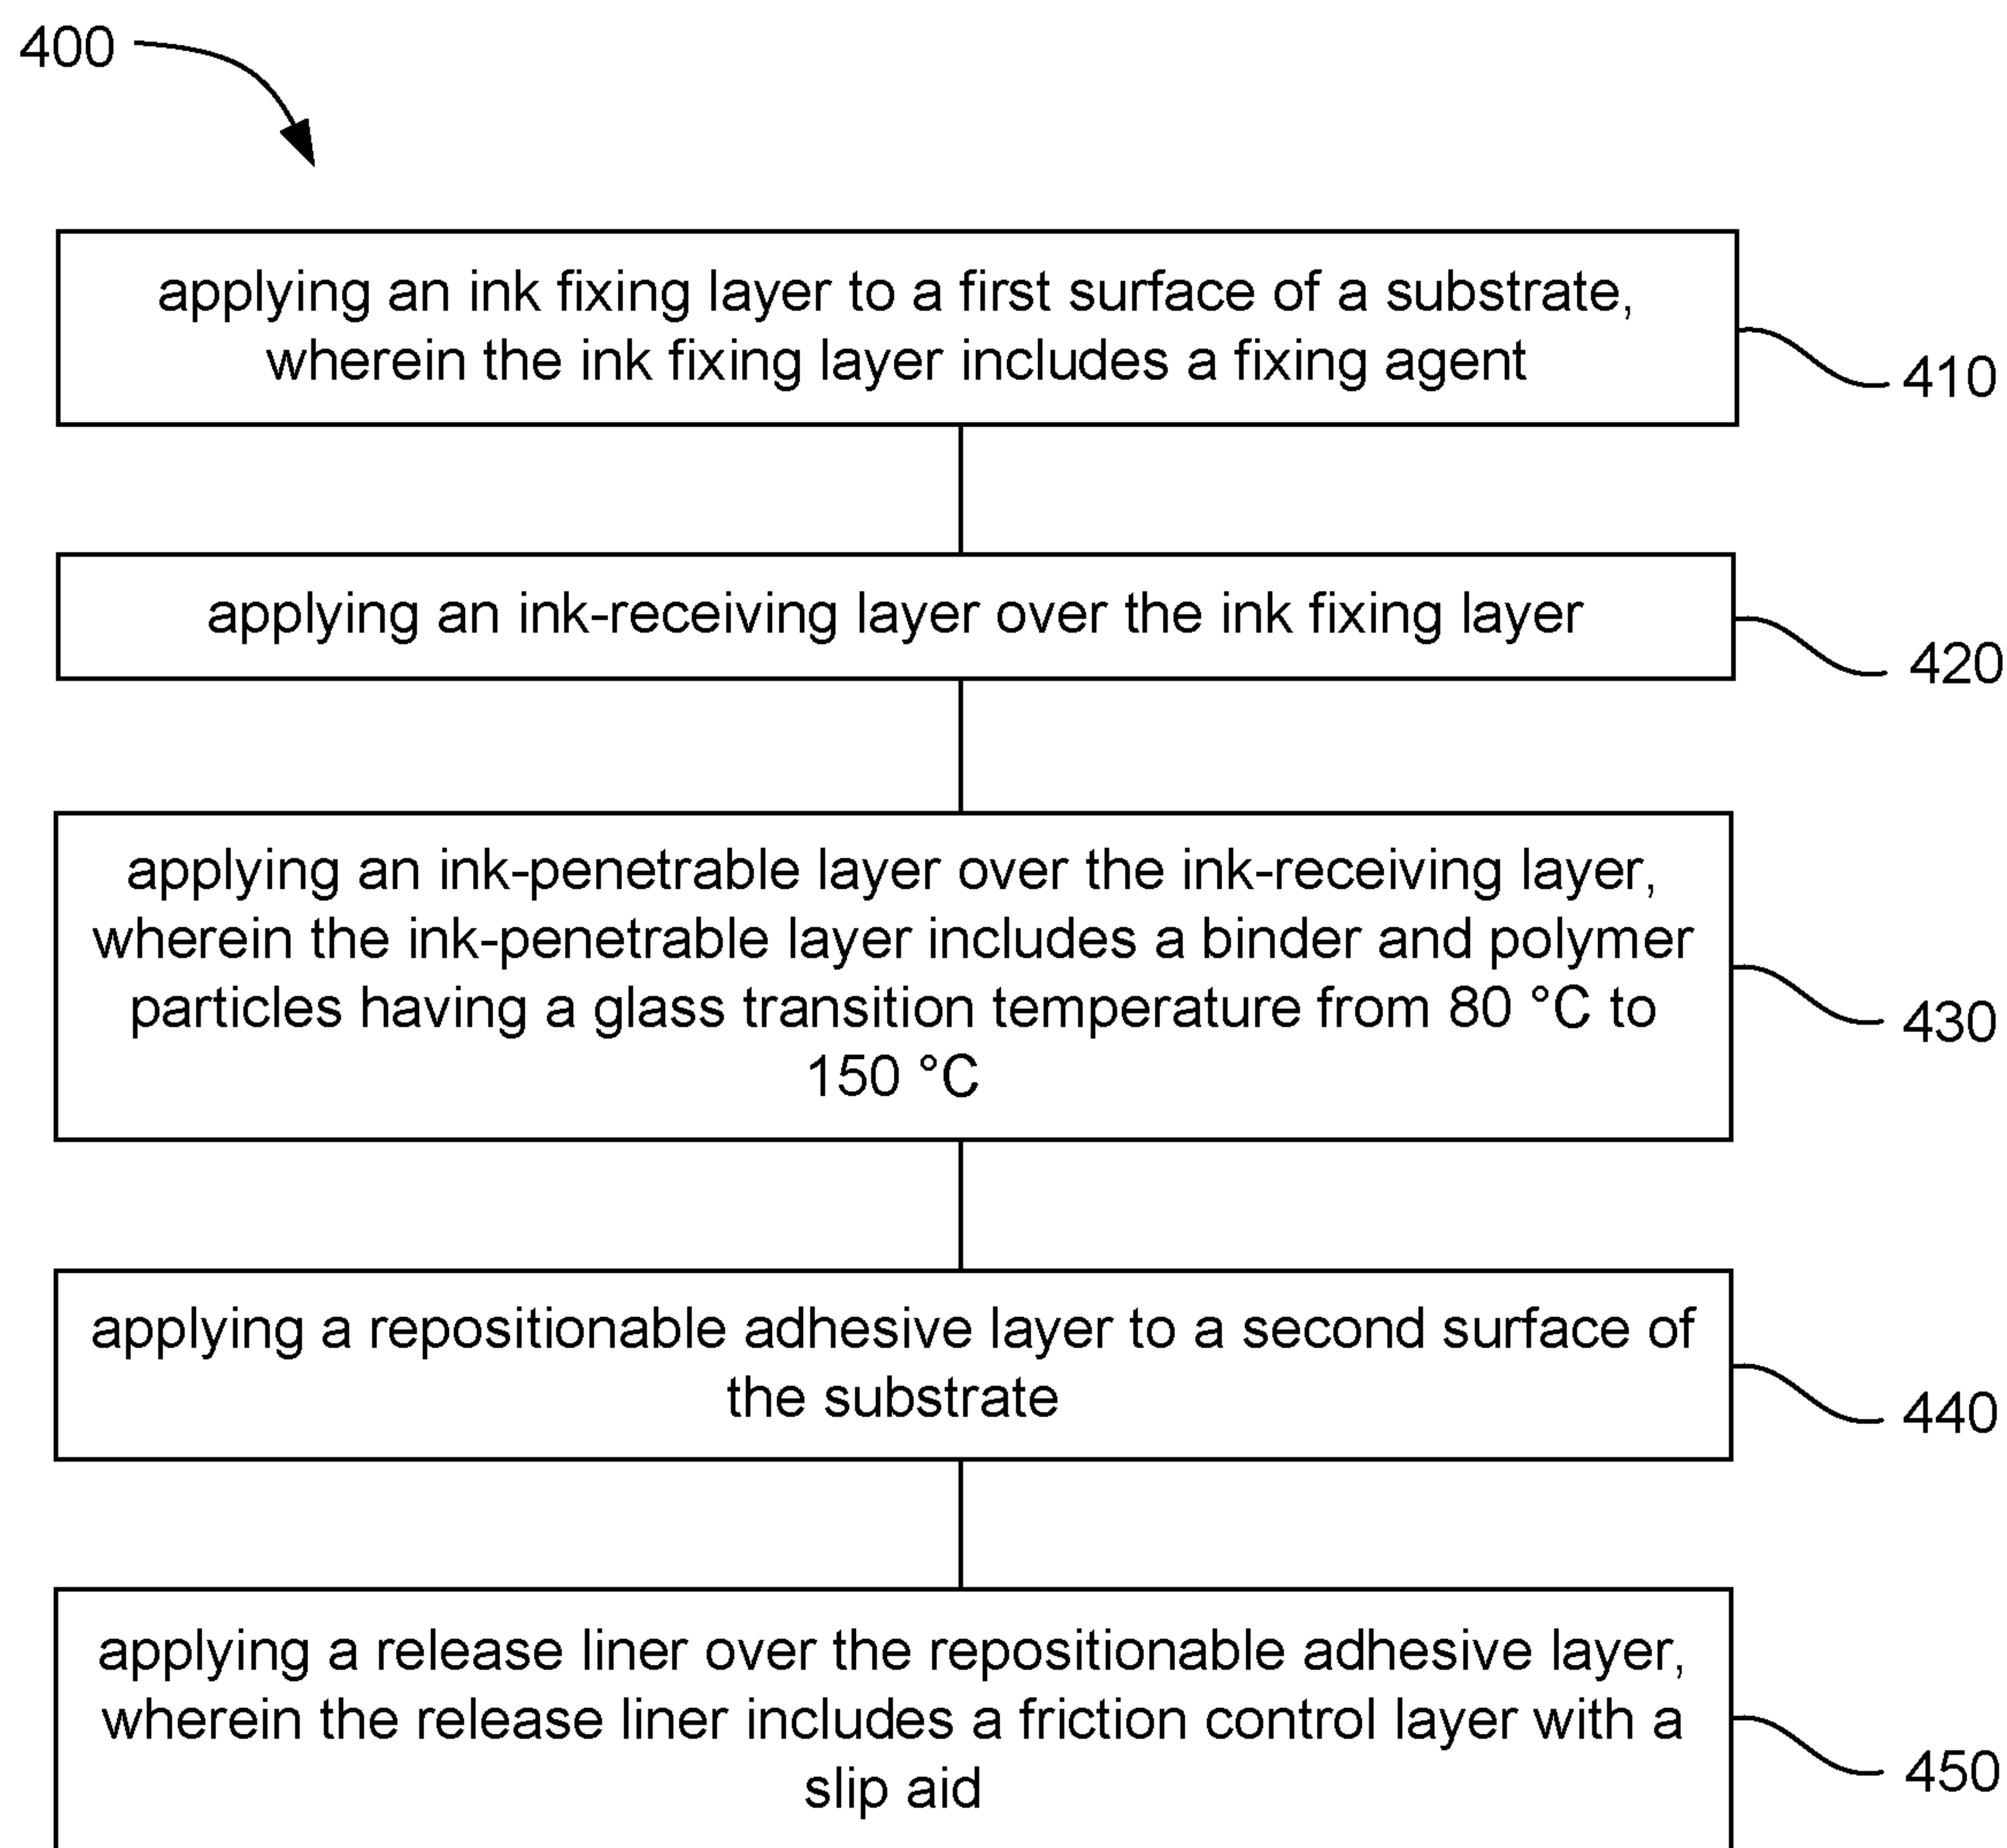 400
applying an ink fixing layer to a first surface of a substrate,
wherein the ink fixing layer includes a fixing agent
410
applying an ink-receiving layer over the ink fixing layer
420
applying an ink-penetrable layer over the ink-receiving layer,
wherein the ink-penetrable layer includes a binder and polymer
particles having a glass transition temperature from 80 °C to
150 °C
430
applying a repositionable adhesive layer to a second surface of
the substrate
440
applying a release liner over the repositionable adhesive layer,
wherein the release liner includes a friction control layer with a
slip aid
450